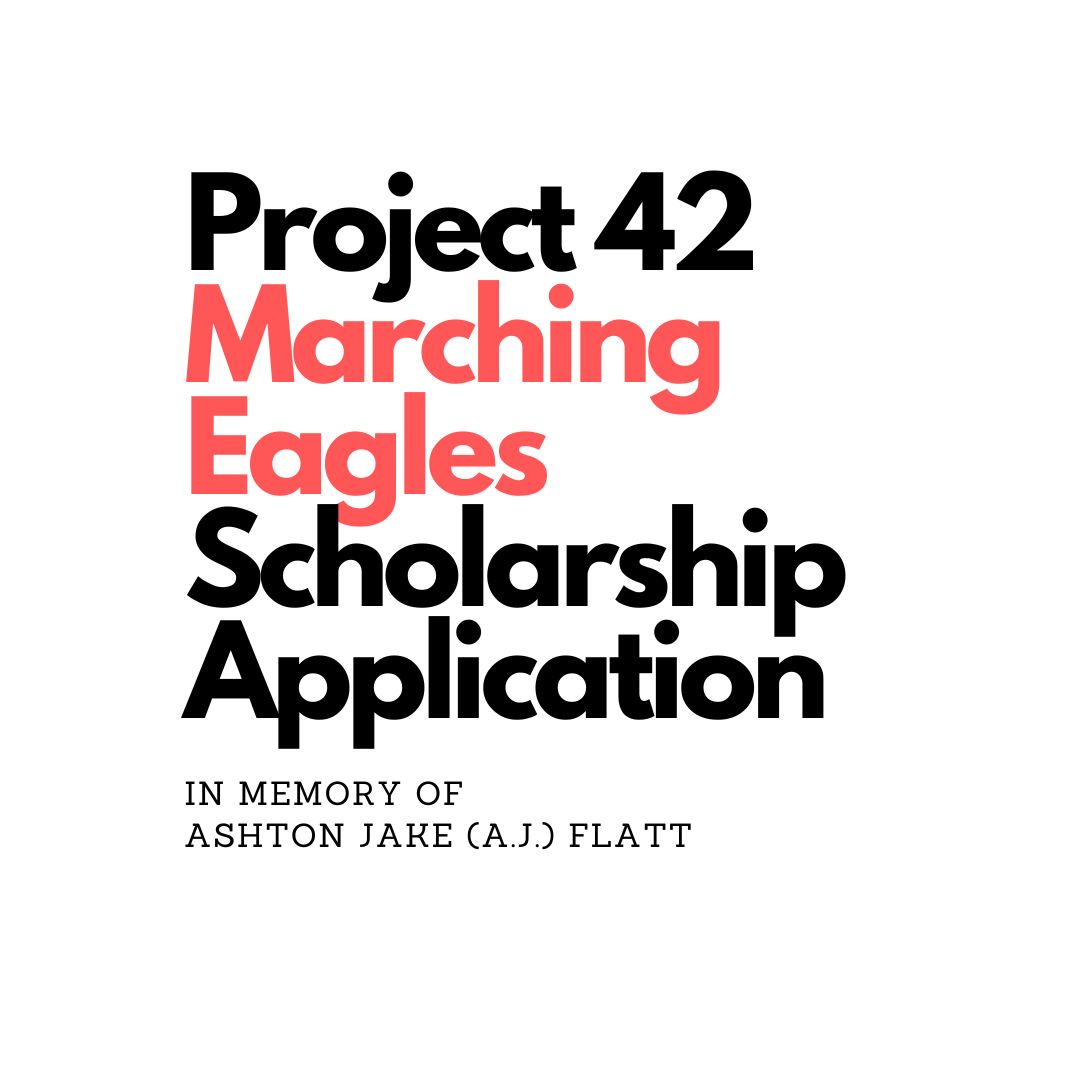 Project 42
Marching
Eagles
Scholarship
Application
IN MEMORY OF
ASHTON JAKE (A.J.) FLATT